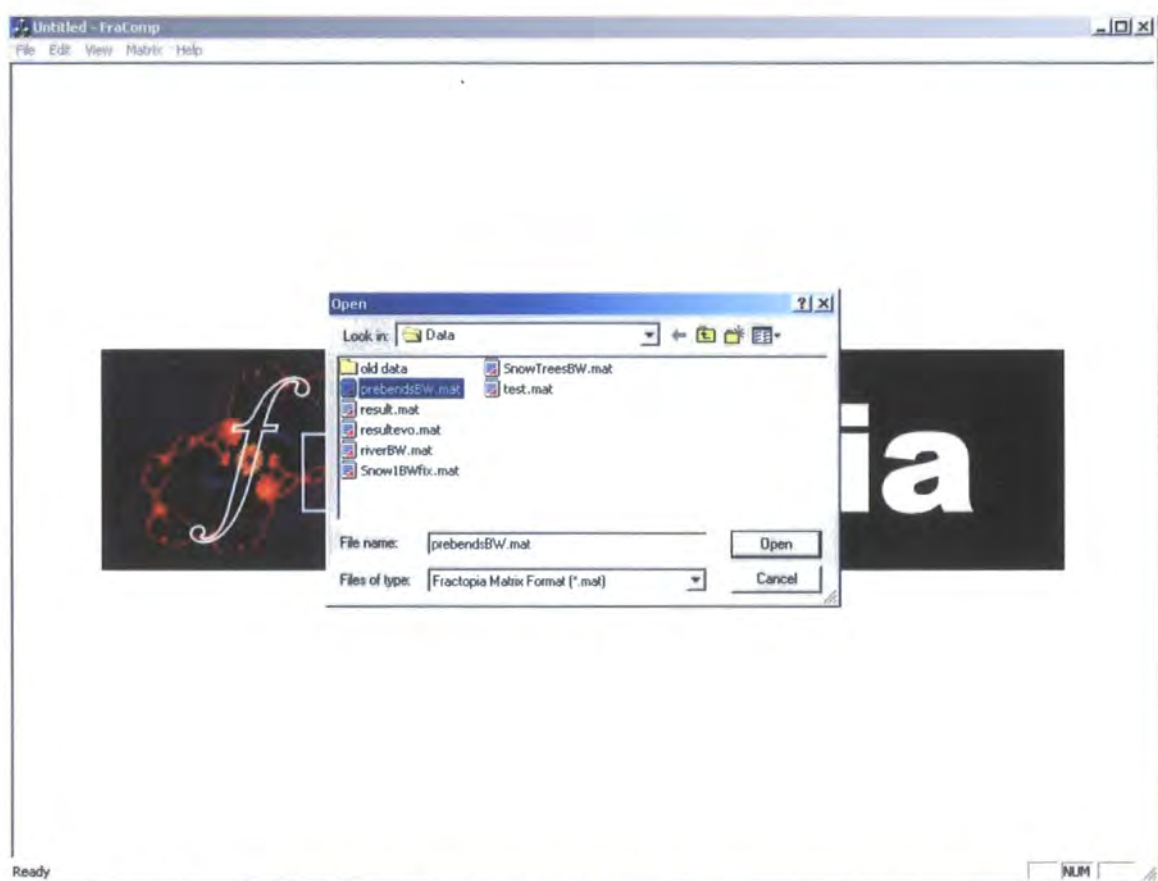 Untitled - FraComp
File Edit View Matrix Help
Open
Look in: Data
old data
prebendsBW.mat
result.mat
resultevo.mat
riverBW.mat
Snow1BWfix.mat
SnowTreesBW.mat
test.mat
f ia
File name: prebendsBW.mat Open
Files of type: Fractopia Matrix Format (*.mat) Cancel
Ready NUM